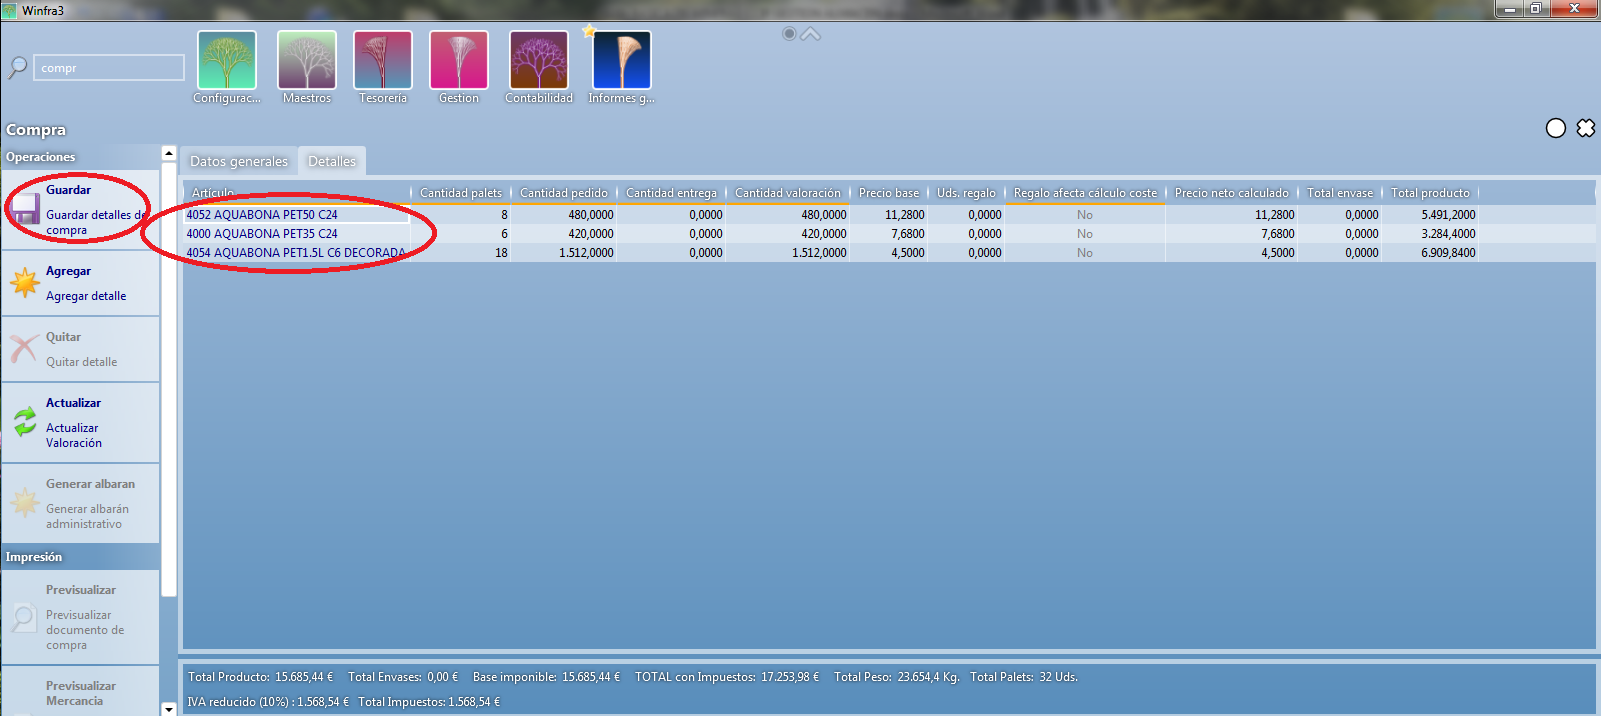 Winfra3
compr
Configurac... Maestros Tesorería Gestion Contabilidad Informes g...
Compra
Operaciones
Guardar
Guardar detalles de
compra
Agregar
Agregar detalle
Quitar
Quitar detalle
Actualizar
Actualizar
Valoración
Generar albaran
Generar albarán
administrativo
Impresión
Previsualizar
Previsualizar
documento de
compra
Previsualizar
Mercancia
Datos generales Detalles
Artículo Cantidad palets Cantidad pedido Cantidad entrega Cantidad valoración Precio base Uds. regalo Regalo afecta cálculo coste Precio neto calculado Total envase Total producto
4052 AQUABONA PET50 C24 8 480,0000 0,0000 480,0000 11,2800 0,0000 No 11,2800 0,0000 5.491,2000
4000 AQUABONA PET35 C24 6 420,0000 0,0000 420,0000 7,6800 0,0000 No 7,6800 0,0000 3.284,4000
4054 AQUABONA PET1.5L C6 DECORADA 18 1.512,0000 0,0000 1.512,0000 4,5000 0,0000 No 4,5000 0,0000 6.909,8400
Total Producto: 15.685,44 € Total Envases: 0,00 € Base imponible: 15.685,44 € TOTAL con Impuestos: 17.253,98 € Total Peso: 23.654,4 Kg. Total Palets: 32 Uds.
IVA reducido (10%) : 1.568,54 € Total Impuestos: 1.568,54 €